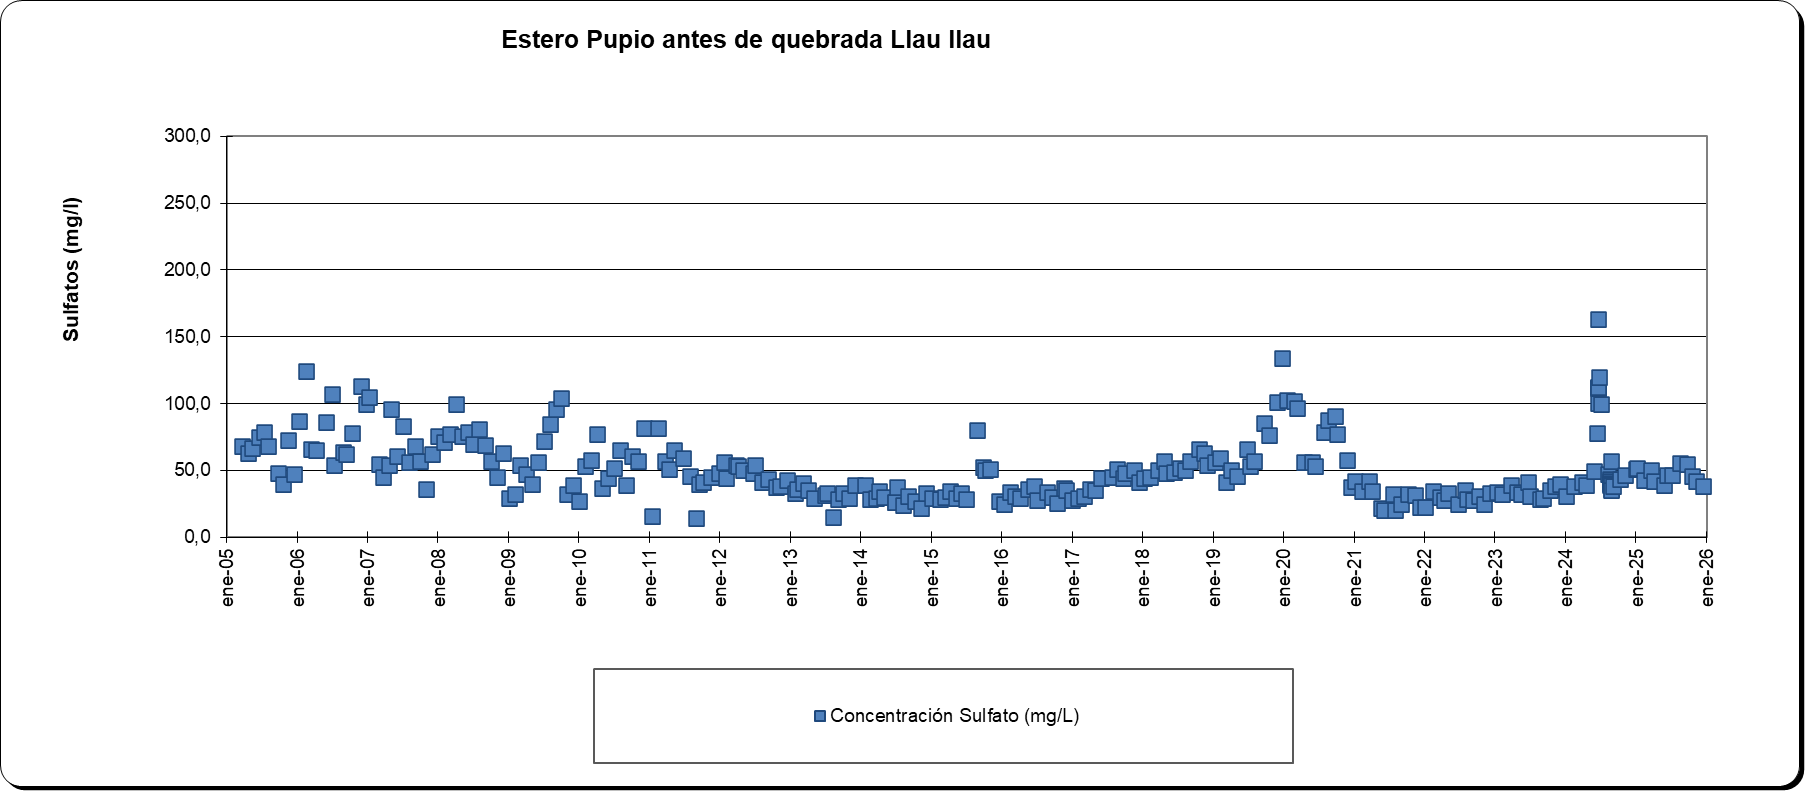 Estero Pupio antes de quebrada Llau llau
Sulfatos (mg/l)
300,0
250,0
200,0
150,0
100,0
50,0
0,0
ene-05
ene-06
ene-07
ene-08
ene-09
ene-10
ene-11
ene-12
ene-13
ene-14
ene-15
ene-16
ene-17
ene-18
ene-19
ene-20
ene-21
ene-22
ene-23
ene-24
ene-25
ene-26
Concentración Sulfato (mg/L)